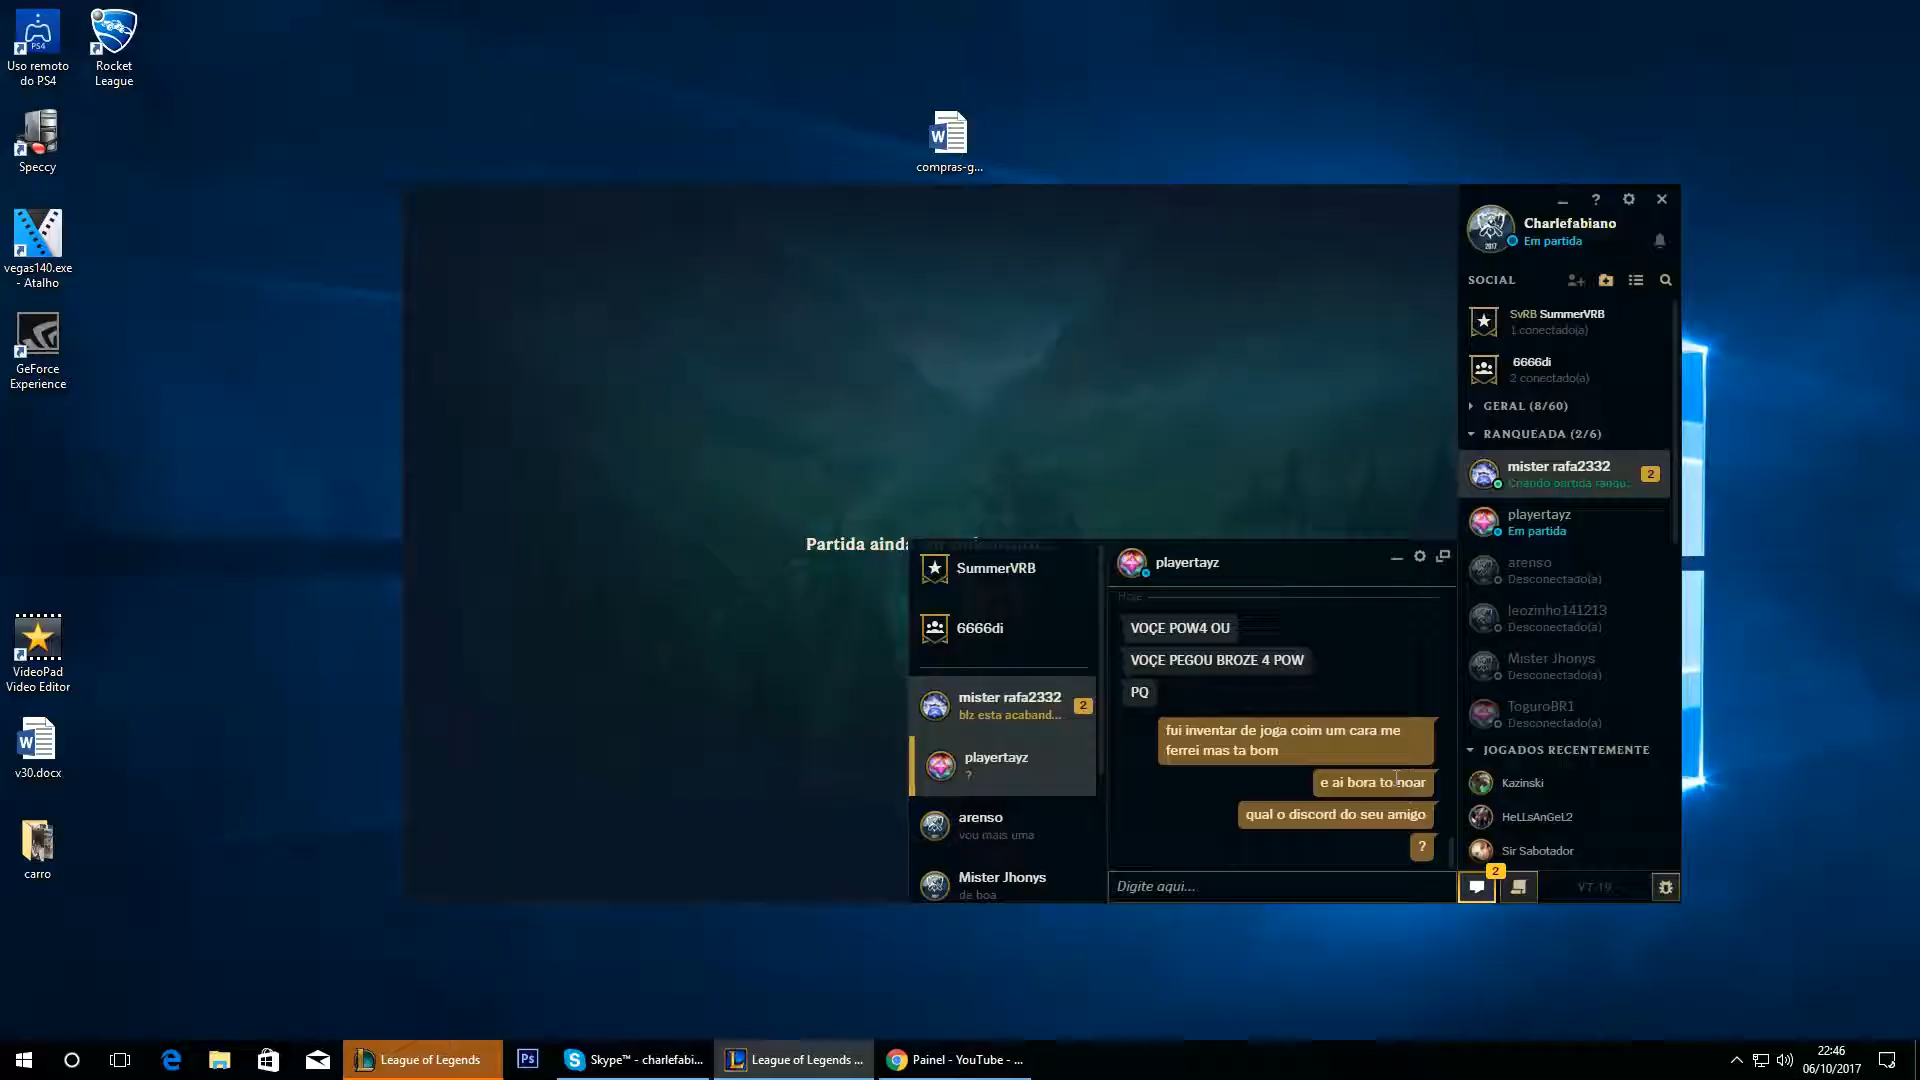 Uso remoto
do PS4
Rocket
League
Speccy
vegas140.exe
- Atalho
GeForce
Experience
VideoPad
Video Editor
v30.docx
carro
compras-g...
Partida ainda
Charlefabiano
Em partida
SOCIAL
SvRB SummerVRB
1 conectado(a)
6666di
2 conectado(a)
GERAL (8/60)
RANQUEADA (2/6)
mister rafa2332
Criando partida ranqu...
2
playertayz
Em partida
arenso
Desconectado(a)
leozinho141213
Desconectado(a)
Mister Jhonys
Desconectado(a)
ToguroBR1
Desconectado(a)
JOGADOS RECENTEMENTE
Kazinski
HeLLsAnGeL2
Sir Sabotador
2
SummerVRB
6666di
mister rafa2332
blz esta acaband...
2
playertayz
?
arenso
vou mais uma
Mister Jhonys
de boa
playertayz
Hoje
VOÇE POW4 OU
VOÇE PEGOU BROZE 4 POW
PQ
fui inventar de joga coim um cara me
ferrei mas ta bom
e ai bora to noar
qual o discord do seu amigo
?
Digite aqui...
League of Legends
Skype™ - charlefabi...
League of Legends ...
Painel - YouTube - ...
22:46
06/10/2017